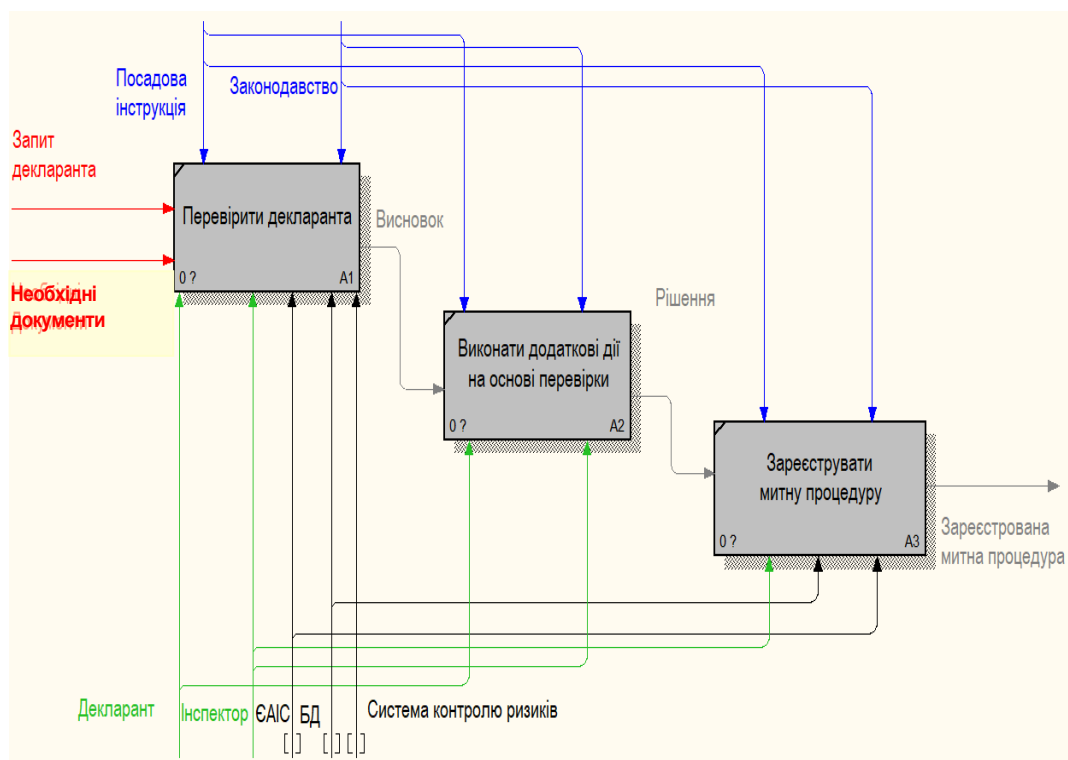 Посадова
інструкція
Законодавство
Запит
декларанта
Перевірити декларанта
0 ?
A1
Висновок
Необхідні
документи
Рішення
Виконати додаткові дії
на основі перевірки
0 ?
A2
Зареєструвати
митну процедуру
0 ?
A3
Зареєстрована
митна процедура
Декларант
Інспектор
ЄАІС
БД
Система контролю ризиків